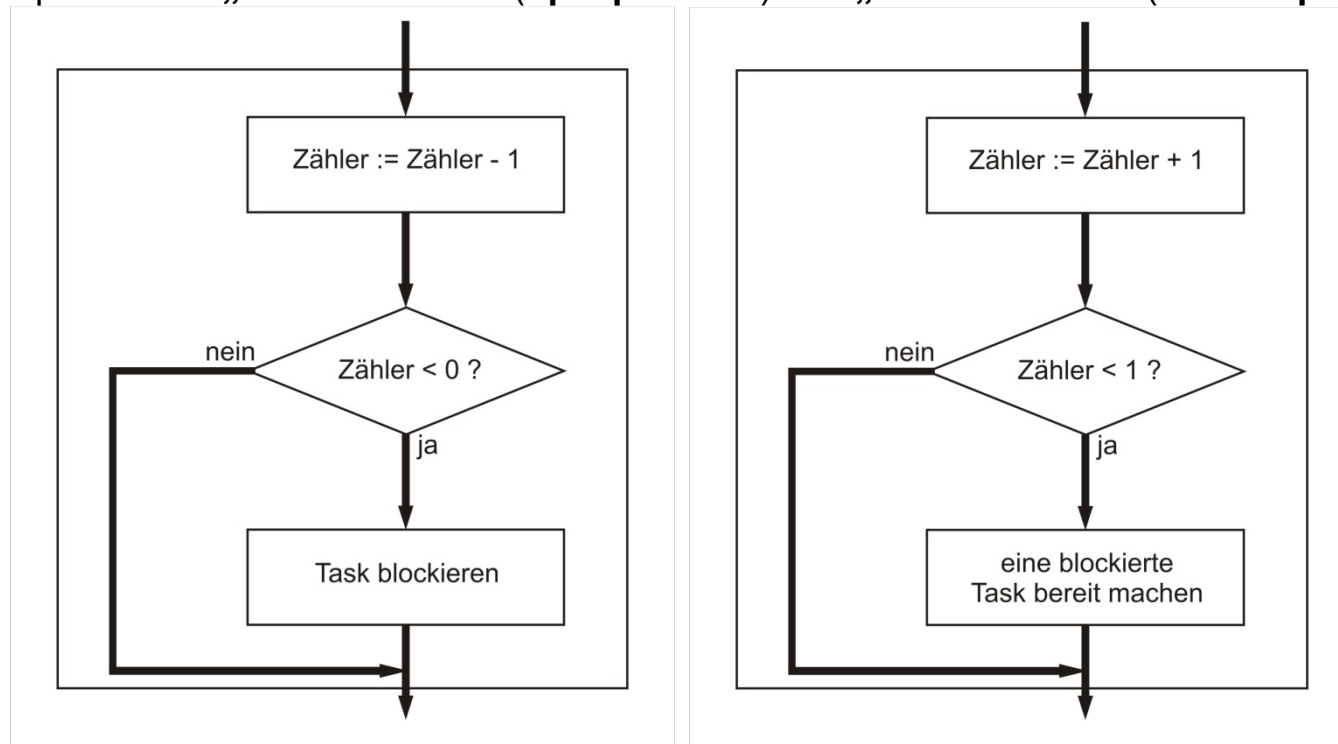 Zähler := Zähler - 1
nein
Zähler < 0 ?
ja
Task blockieren
Zähler := Zähler + 1
nein
Zähler < 1 ?
ja
eine blockierte
Task bereit machen